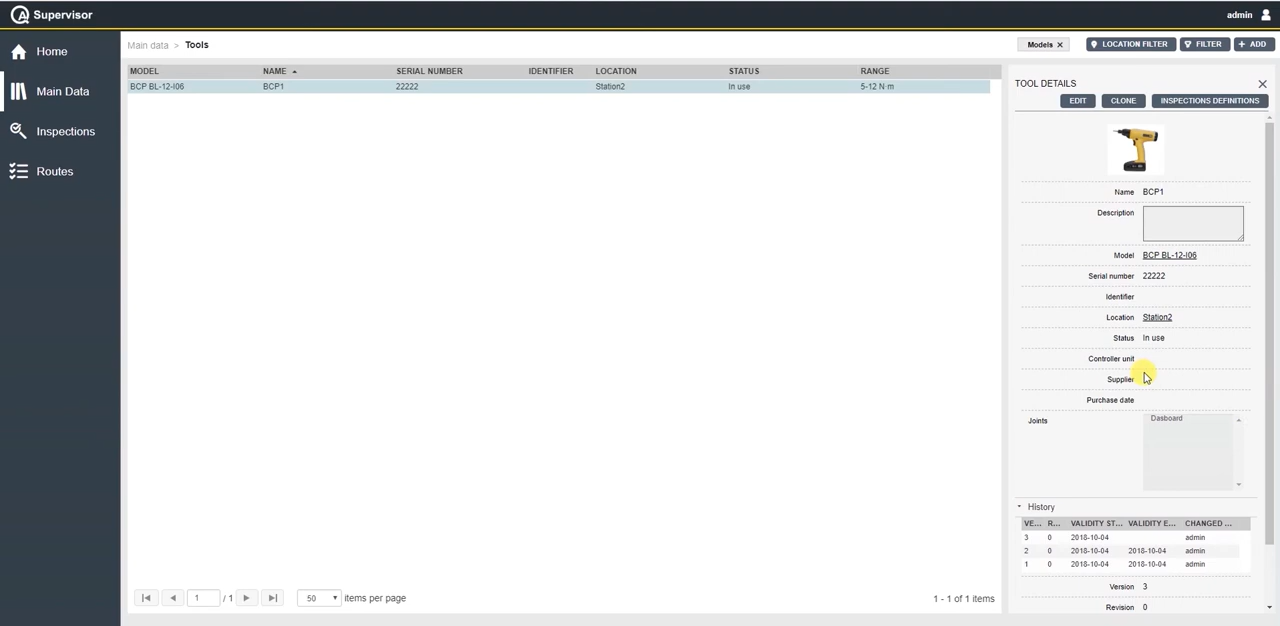 Supervisor
admin
Home
Main Data
Inspections
Routes
Main data > Tools
Models ✕
LOCATION FILTER
FILTER
+ ADD
MODEL NAME SERIAL NUMBER IDENTIFIER LOCATION STATUS RANGE
BCP BL-12-I06 BCP1 22222 Station2 In use 5-12 N·m
TOOL DETAILS
EDIT CLONE INSPECTIONS DEFINITIONS
Name BCP1
Description
Model BCP BL-12-I06
Serial number 22222
Identifier
Location Station2
Status In use
Controller unit
Supplier
Purchase date
Joints Dasboard
History
VE... R... VALIDITY ST... VALIDITY E... CHANGED ...
3 0 2018-10-04 admin
2 0 2018-10-04 2018-10-04 admin
1 0 2018-10-04 2018-10-04 admin
Version 3
Revision 0
1 / 1 50 items per page
1 - 1 of 1 items